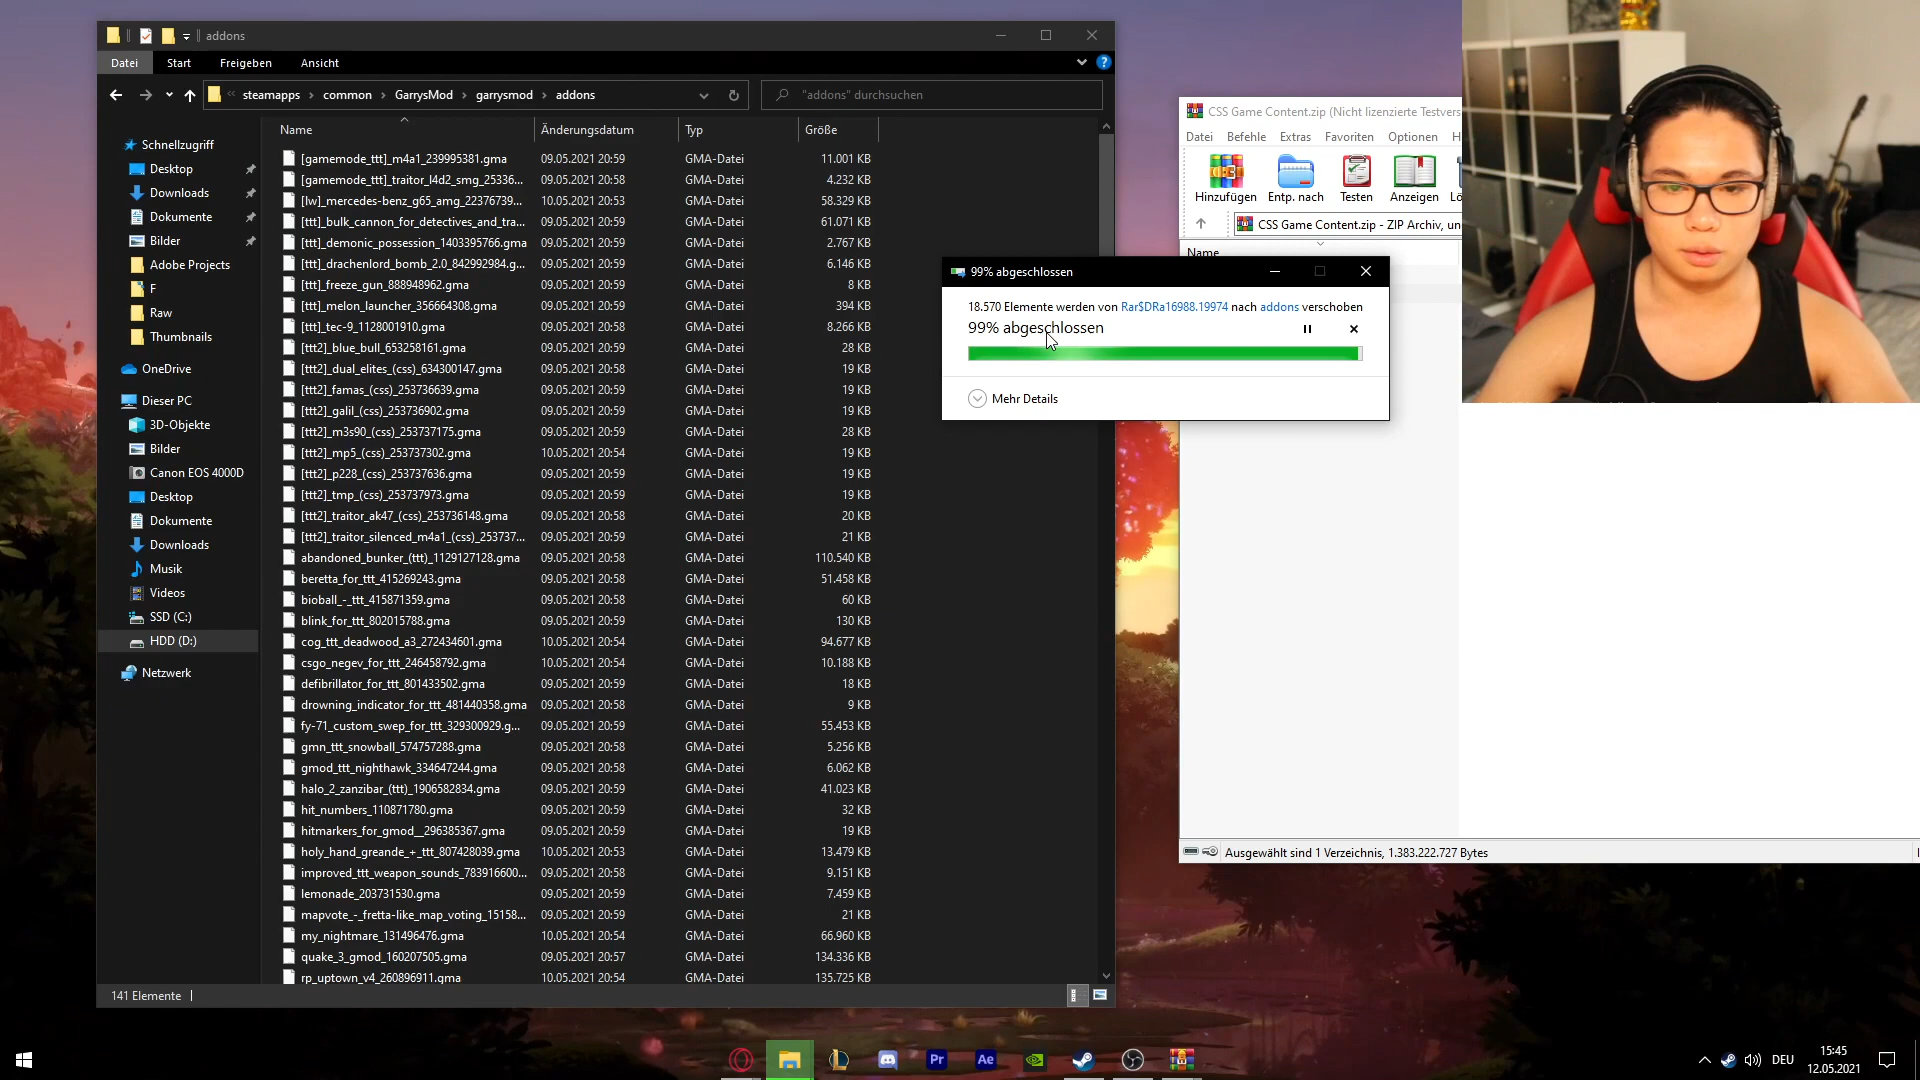 addons
Datei Start Freigeben Ansicht
steamapps › common › GarrysMod › garrysmod › addons
"addons" durchsuchen
Name Änderungsdatum Typ Größe
Schnellzugriff
Desktop
Downloads
Dokumente
Bilder
Adobe Projects
F
Raw
Thumbnails
OneDrive
Dieser PC
3D-Objekte
Bilder
Canon EOS 4000D
Desktop
Dokumente
Downloads
Musik
Videos
SSD (C:)
HDD (D:)
Netzwerk
[gamemode_ttt]_m4a1_239995381.gma 09.05.2021 20:59 GMA-Datei 11.001 KB
[gamemode_ttt]_traitor_l4d2_smg_25336... 09.05.2021 20:58 GMA-Datei 4.232 KB
[lw]_mercedes-benz_g65_amg_22376739... 10.05.2021 20:53 GMA-Datei 58.329 KB
[ttt]_bulk_cannon_for_detectives_and_tra... 09.05.2021 20:59 GMA-Datei 61.071 KB
[ttt]_demonic_possession_1403395766.gma 09.05.2021 20:59 GMA-Datei 2.767 KB
[ttt]_drachenlord_bomb_2.0_842992984.g... 09.05.2021 20:59 GMA-Datei 6.146 KB
[ttt]_freeze_gun_888948962.gma 09.05.2021 20:59 GMA-Datei 8 KB
[ttt]_melon_launcher_356664308.gma 09.05.2021 20:59 GMA-Datei 394 KB
[ttt]_tec-9_1128001910.gma 09.05.2021 20:59 GMA-Datei 8.266 KB
[ttt2]_blue_bull_653258161.gma 09.05.2021 20:59 GMA-Datei 28 KB
[ttt2]_dual_elites_(css)_634300147.gma 09.05.2021 20:58 GMA-Datei 19 KB
[ttt2]_famas_(css)_253736639.gma 09.05.2021 20:59 GMA-Datei 19 KB
[ttt2]_galil_(css)_253736902.gma 09.05.2021 20:59 GMA-Datei 19 KB
[ttt2]_m3s90_(css)_253737175.gma 09.05.2021 20:59 GMA-Datei 28 KB
[ttt2]_mp5_(css)_253737302.gma 10.05.2021 20:54 GMA-Datei 19 KB
[ttt2]_p228_(css)_253737636.gma 09.05.2021 20:59 GMA-Datei 19 KB
[ttt2]_tmp_(css)_253737973.gma 09.05.2021 20:59 GMA-Datei 19 KB
[ttt2]_traitor_ak47_(css)_253736148.gma 09.05.2021 20:58 GMA-Datei 20 KB
[ttt2]_traitor_silenced_m4a1_(css)_253737... 09.05.2021 20:59 GMA-Datei 21 KB
abandoned_bunker_(ttt)_1129127128.gma 09.05.2021 20:58 GMA-Datei 110.540 KB
beretta_for_ttt_415269243.gma 09.05.2021 20:58 GMA-Datei 51.458 KB
bioball_-_ttt_415871359.gma 09.05.2021 20:58 GMA-Datei 60 KB
blink_for_ttt_802015788.gma 09.05.2021 20:59 GMA-Datei 130 KB
cog_ttt_deadwood_a3_272434601.gma 10.05.2021 20:54 GMA-Datei 94.677 KB
csgo_negev_for_ttt_246458792.gma 10.05.2021 20:54 GMA-Datei 10.188 KB
defibrillator_for_ttt_801433502.gma 09.05.2021 20:59 GMA-Datei 18 KB
drowning_indicator_for_ttt_481440358.gma 09.05.2021 20:58 GMA-Datei 9 KB
fy-71_custom_swep_for_ttt_329300929.g... 09.05.2021 20:59 GMA-Datei 55.453 KB
gmn_ttt_snowball_574757288.gma 09.05.2021 20:58 GMA-Datei 5.256 KB
gmod_ttt_nighthawk_334647244.gma 09.05.2021 20:58 GMA-Datei 6.062 KB
halo_2_zanzibar_(ttt)_1906582834.gma 09.05.2021 20:59 GMA-Datei 41.023 KB
hit_numbers_110871780.gma 09.05.2021 20:59 GMA-Datei 32 KB
hitmarkers_for_gmod__296385367.gma 09.05.2021 20:59 GMA-Datei 19 KB
holy_hand_greande_+_ttt_807428039.gma 10.05.2021 20:53 GMA-Datei 13.479 KB
improved_ttt_weapon_sounds_783916600... 09.05.2021 20:58 GMA-Datei 9.151 KB
lemonade_203731530.gma 09.05.2021 20:59 GMA-Datei 7.459 KB
mapvote_-_fretta-like_map_voting_15158... 09.05.2021 20:59 GMA-Datei 21 KB
my_nightmare_131496476.gma 10.05.2021 20:54 GMA-Datei 66.960 KB
quake_3_gmod_160207505.gma 09.05.2021 20:57 GMA-Datei 134.336 KB
rp_uptown_v4_260896911.gma 10.05.2021 20:54 GMA-Datei 135.725 KB
141 Elemente
CSS Game Content.zip (Nicht lizenzierte Testvers
Datei Befehle Extras Favoriten Optionen H
Hinzufügen Entp. nach Testen Anzeigen Lö
CSS Game Content.zip - ZIP Archiv, un
Name
99% abgeschlossen
18.570 Elemente werden von Rar$DRa16988.19974 nach addons verschoben
99% abgeschlossen
Mehr Details
Ausgewählt sind 1 Verzeichnis, 1.383.222.727 Bytes
Pr Ae
DEU
15:45
12.05.2021